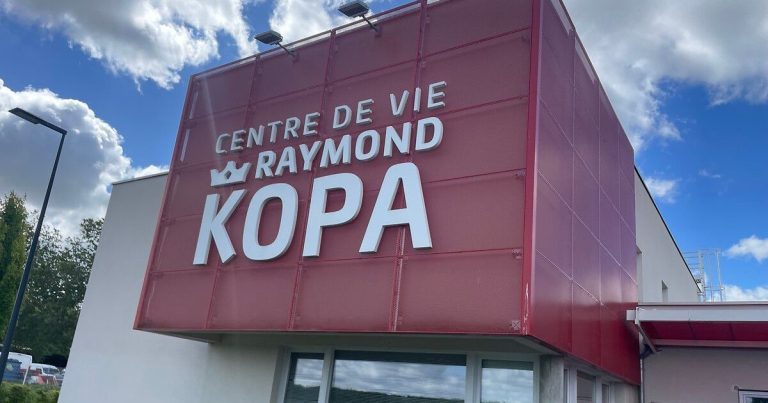 CENTRE DE VIE
RAYMOND
KOPA